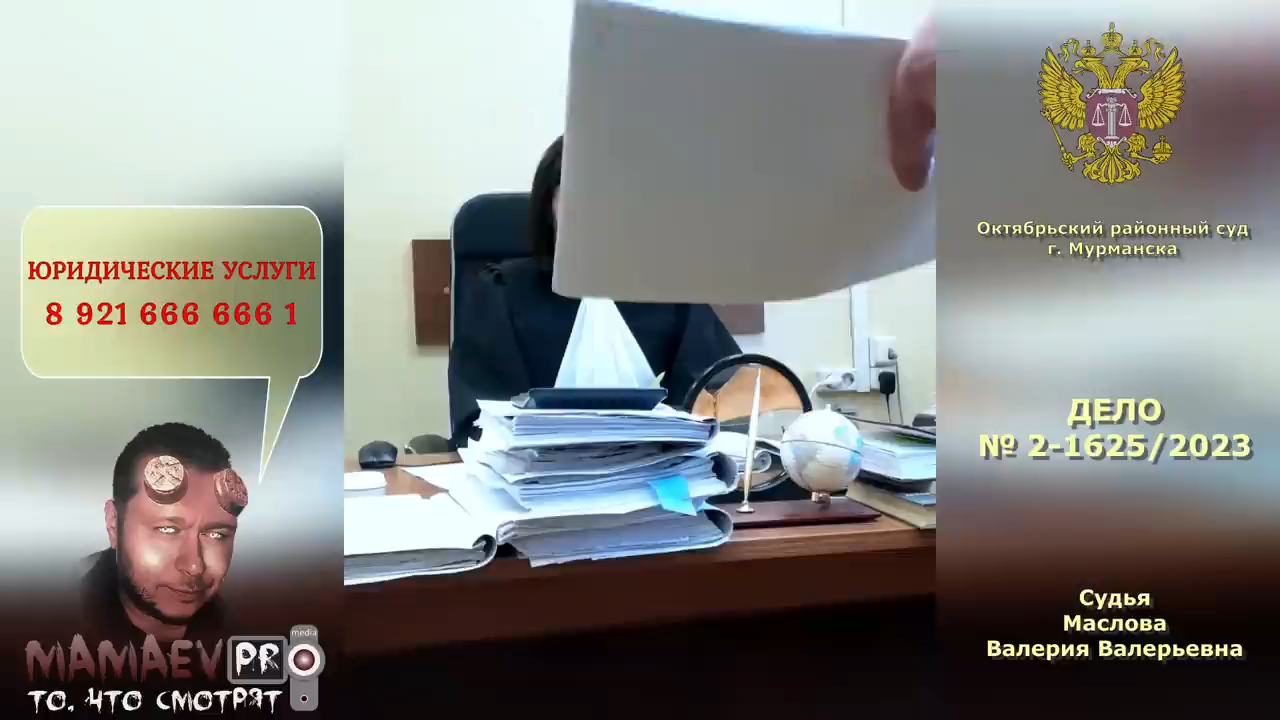 ЮРИДИЧЕСКИЕ УСЛУГИ
8 921 666 666 1
MAMAEV PRO
media
ТО, ЧТО СМОТРЯТ
Октябрьский районный суд
г. Мурманска
ДЕЛО
№ 2-1625/2023
Судья
Маслова
Валерия Валерьевна